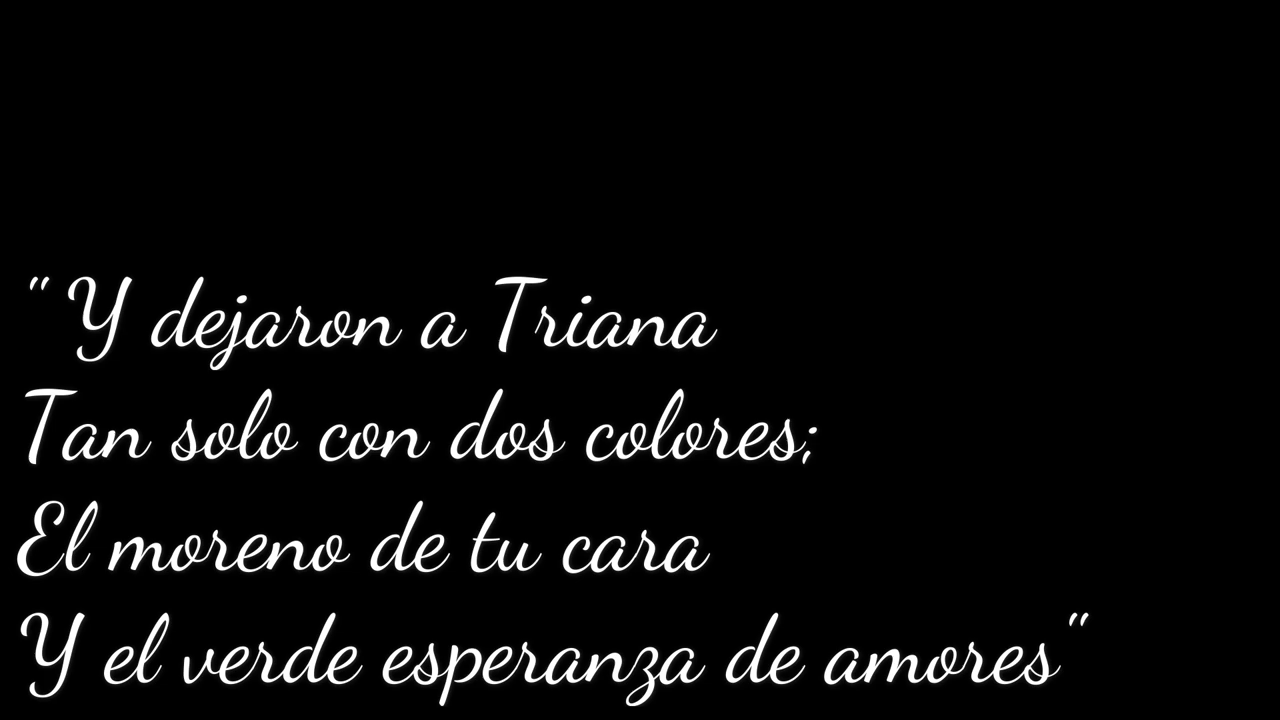 " Y dejaron a Triana
Tan solo con dos colores;
El moreno de tu cara
Y el verde esperanza de amores"